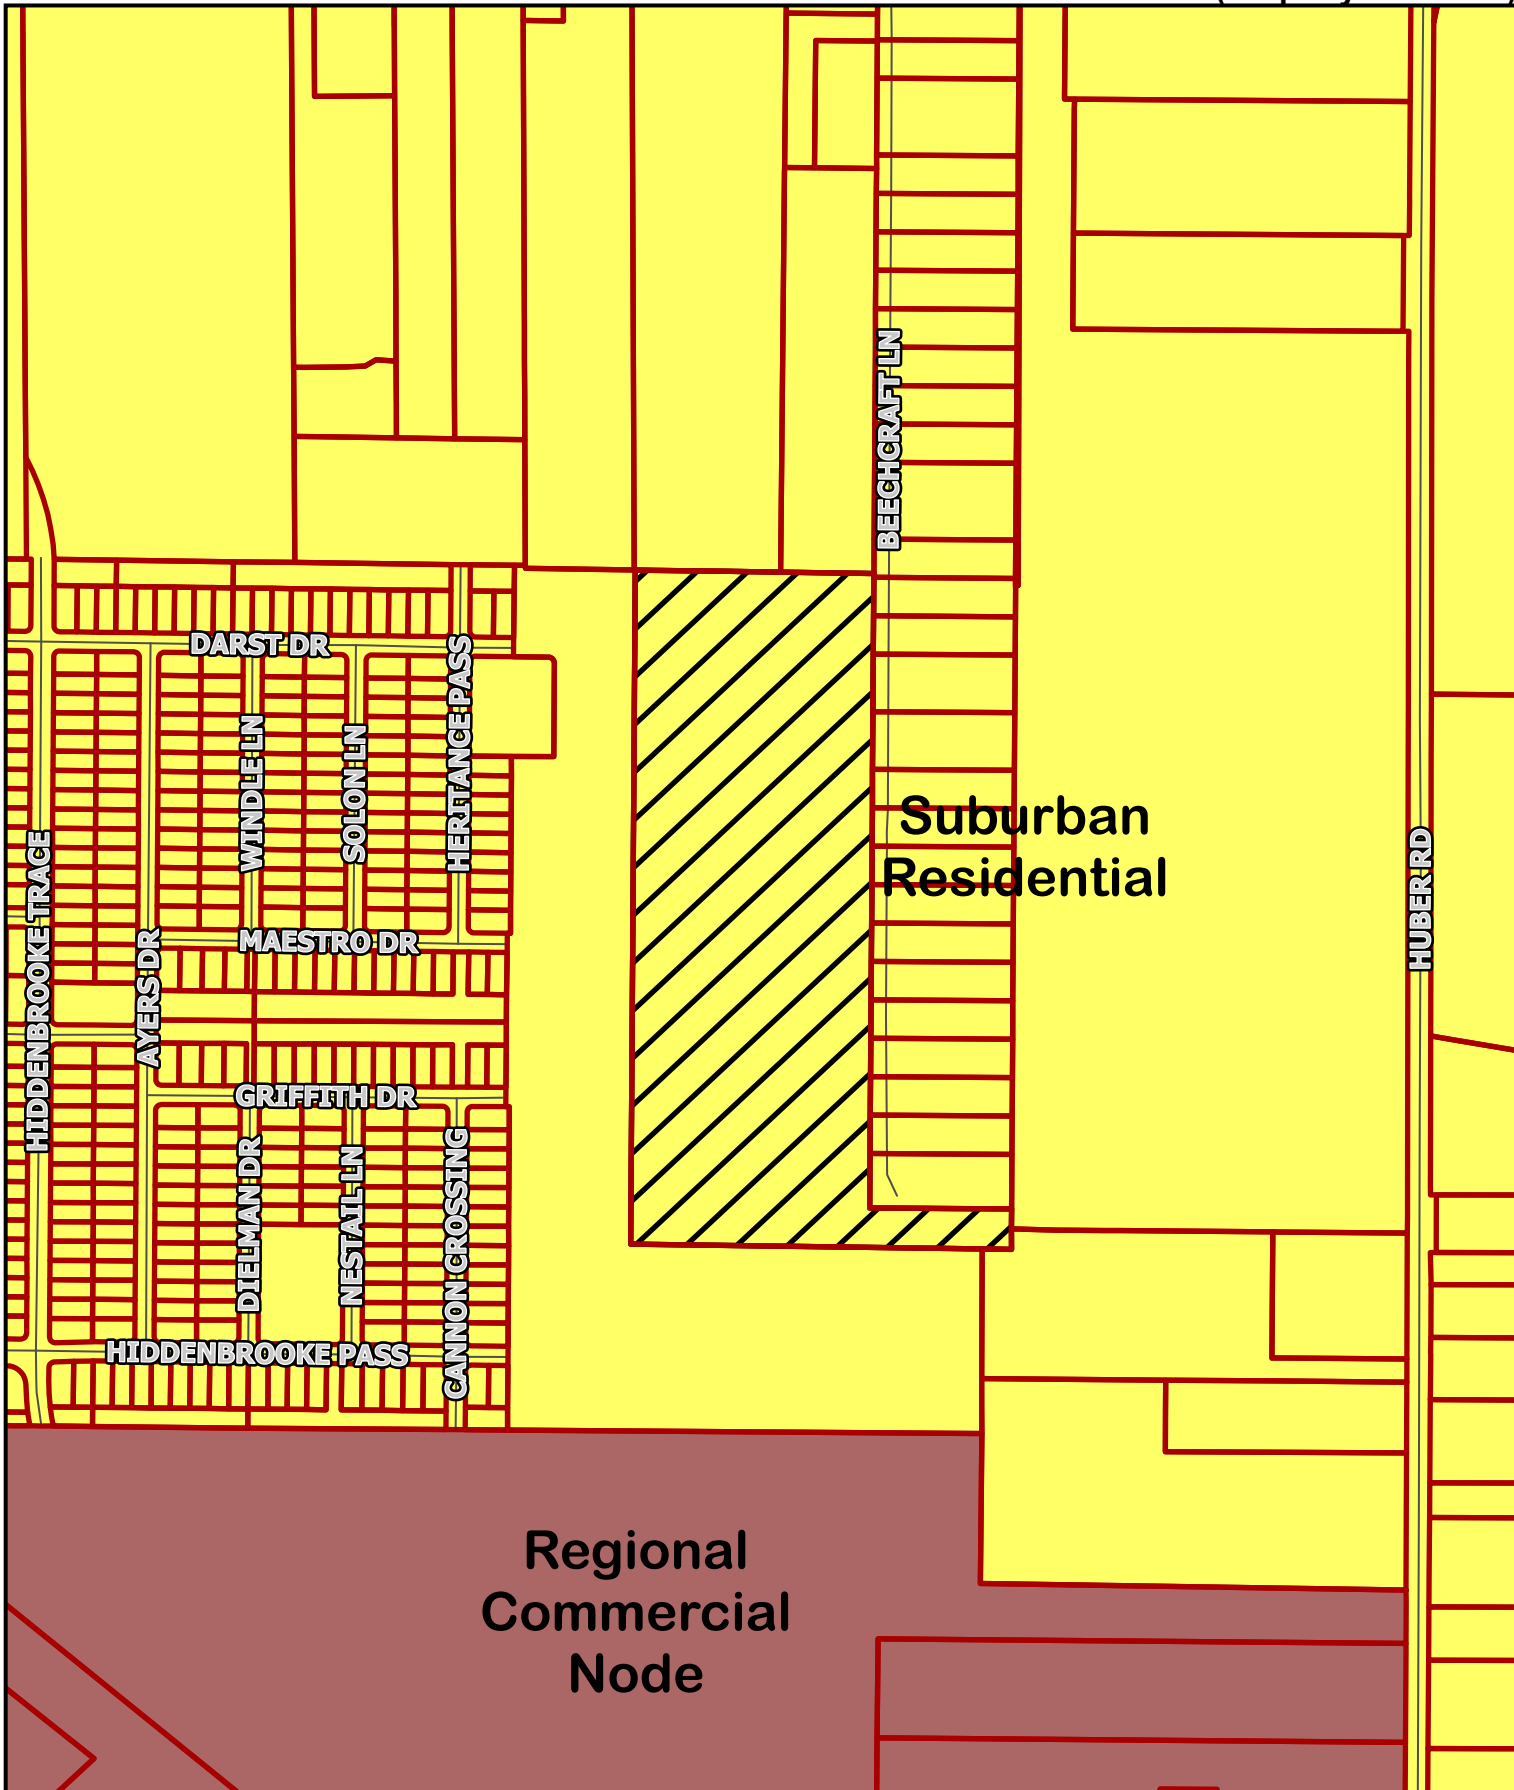 BEECHCRAFT LN
DARST DR
HERITANCE PASS
WINDLE LN
SOLON LN
Suburban
Residential
HUBER RD
HIDDENBROOKE TRACE
AYERS DR
MAESTRO DR
GRIFFITH DR
DIELMAN DR
NESTAIL LN
CANNON CROSSING
HIDDENBROOKE PASS
Regional
Commercial
Node